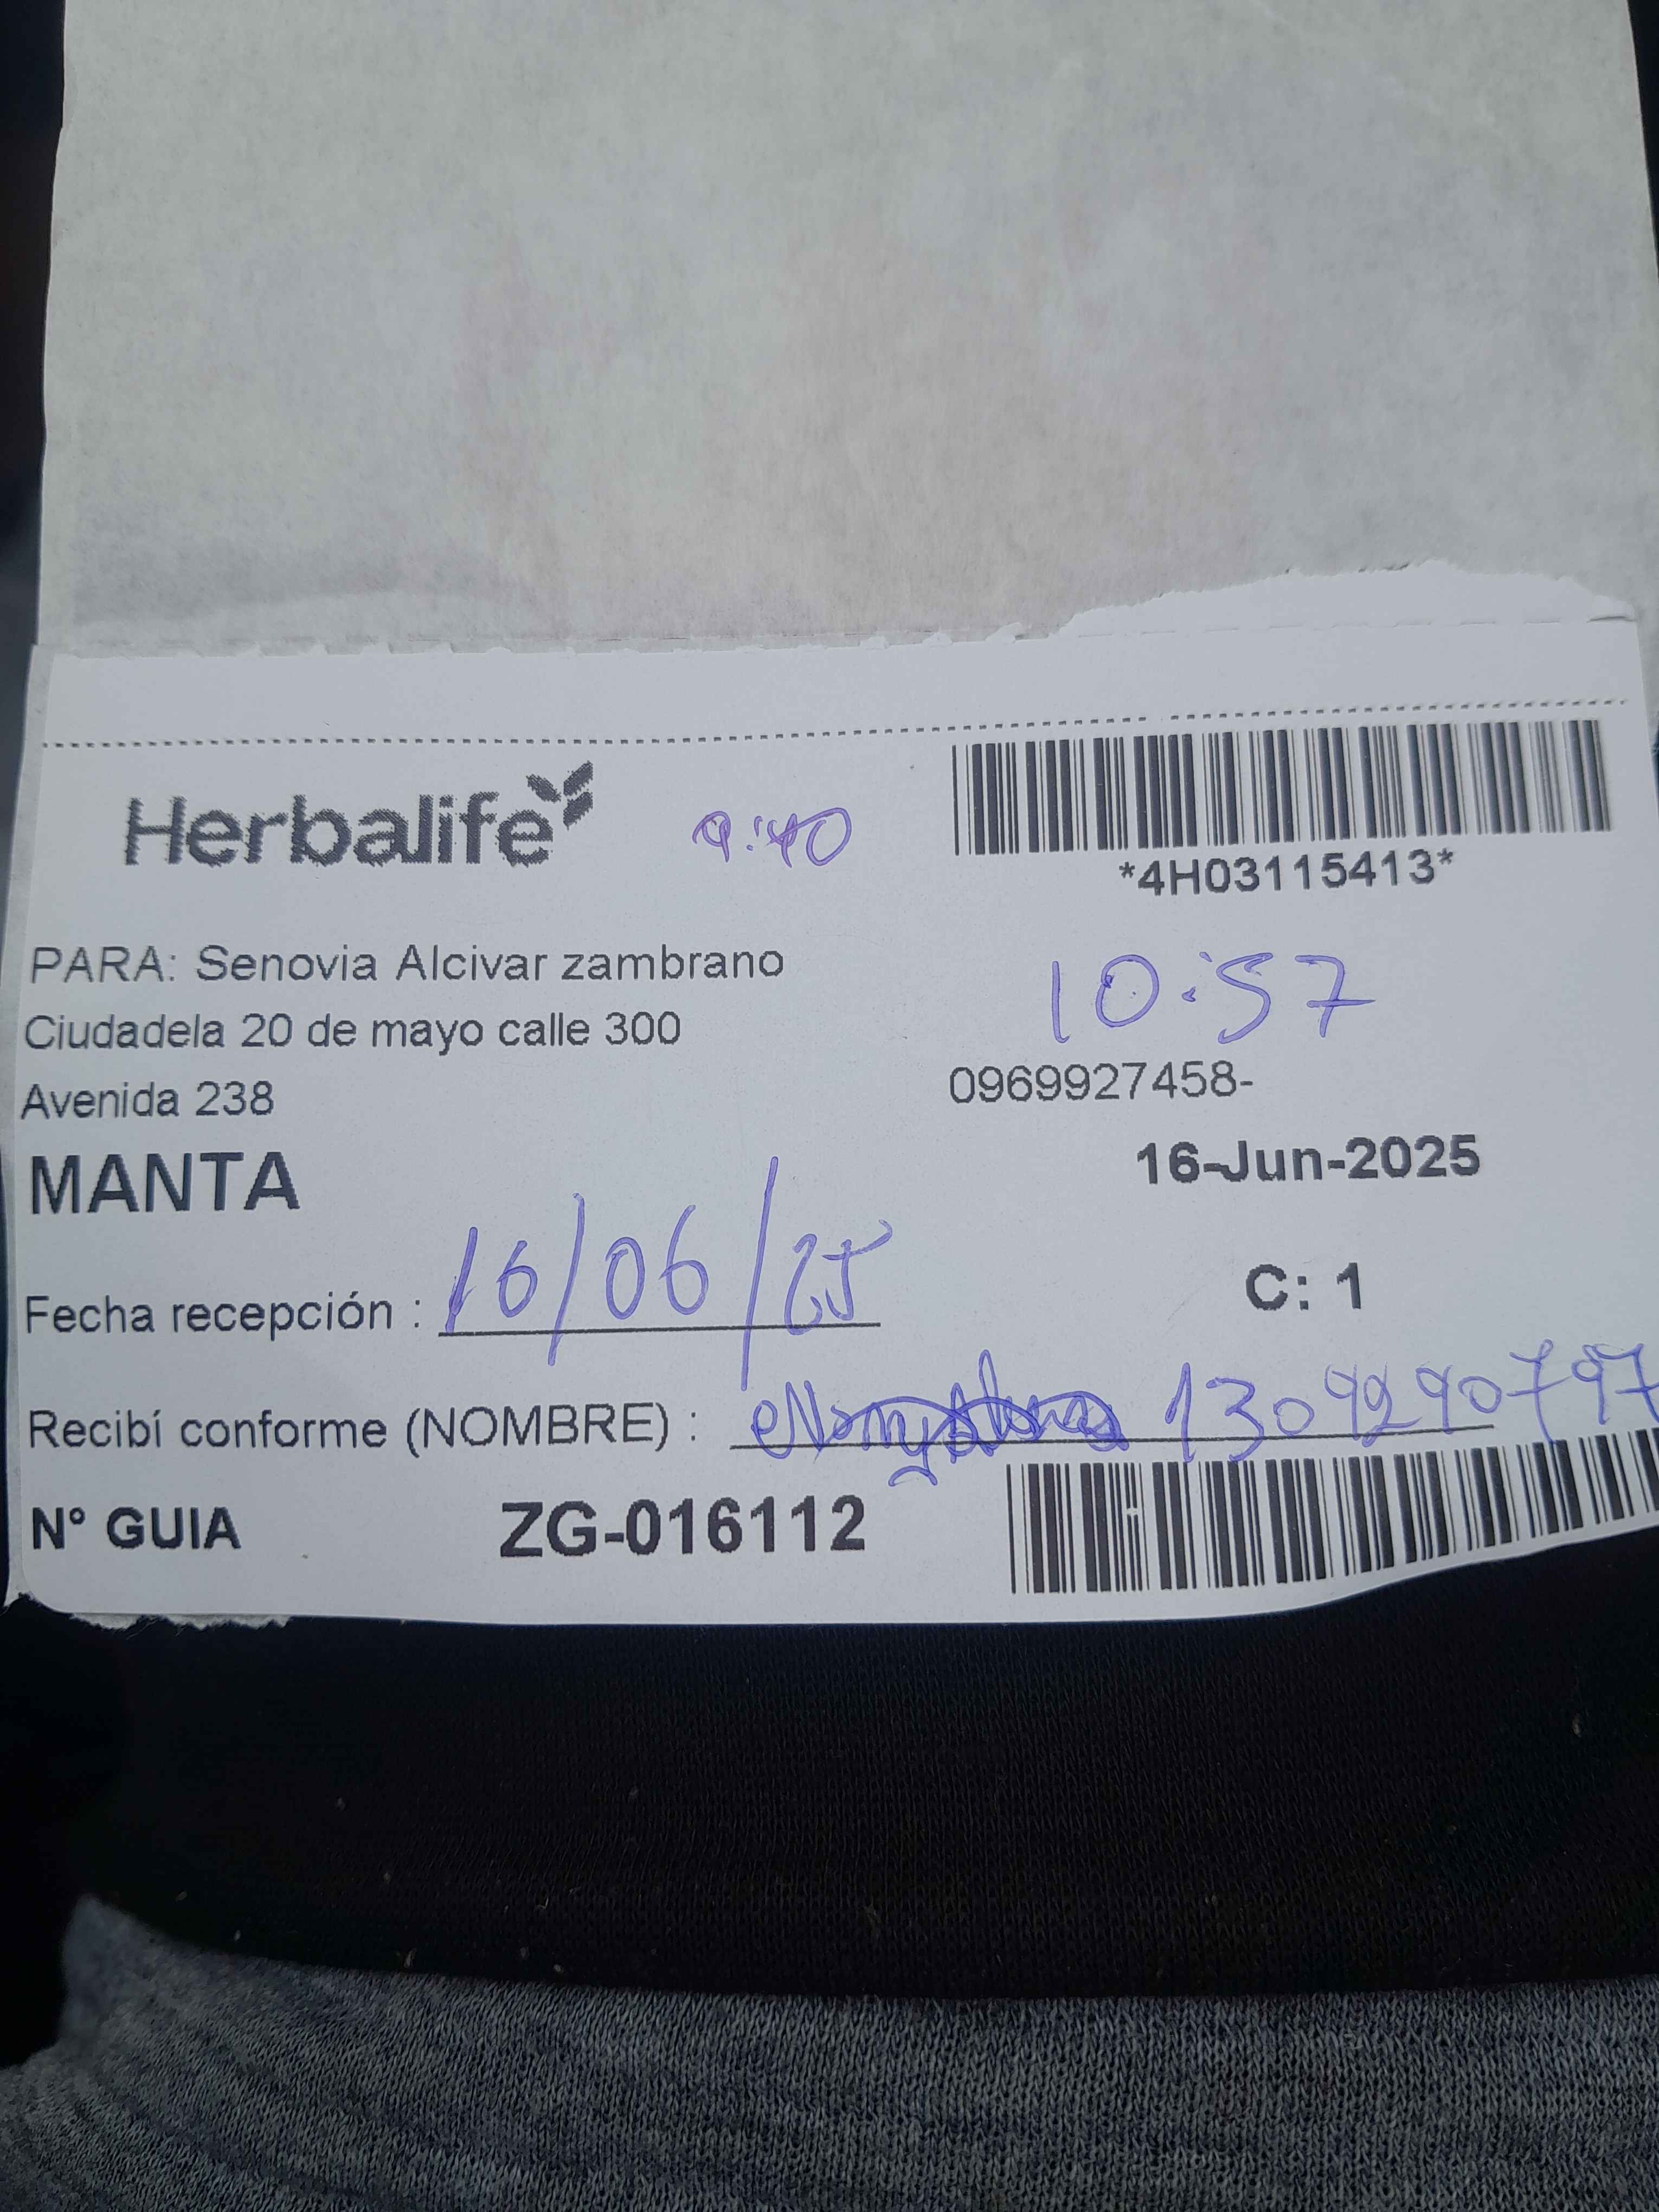 Herbalife
9:40
*4H03115413*
PARA: Senovia Alcivar zambrano
10:57
Ciudadela 20 de mayo calle 300
0969927458-
Avenida 238
16-Jun-2025
MANTA
C: 1
Fecha recepción : 16/06/25
Recibí conforme (NOMBRE) :
N° GUIA ZG-016112